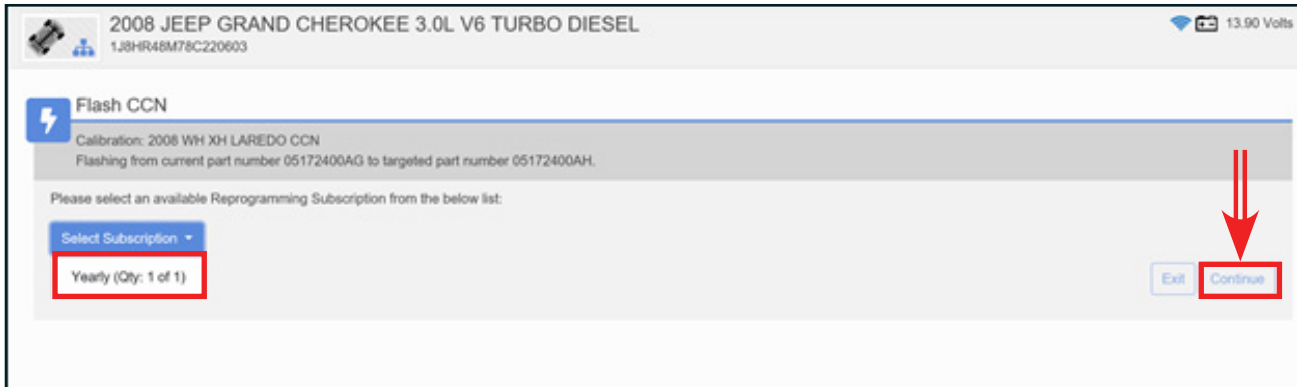 2008 JEEP GRAND CHEROKEE 3.0L V6 TURBO DIESEL
13.90 Volts
1J8HR48M78C220603
Flash CCN
Calibration: 2008 WH XH LAREDO CCN
Flashing from current part number 05172400AG to targeted part number 05172400AH.
Please select an available Reprogramming Subscription from the below list:
Select Subscription
Yearly (Qty: 1 of 1)
Exit Continue